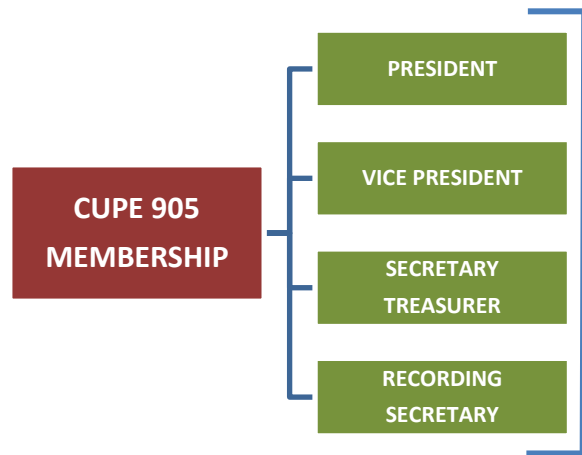 CUPE 905
MEMBERSHIP
PRESIDENT
VICE PRESIDENT
SECRETARY
TREASURER
RECORDING
SECRETARY